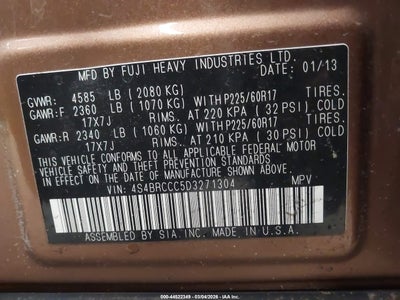 MFD BY FUJI HEAVY INDUSTRIES LTD.
DATE: 01/13
GVWR: 4585 LB (2080 KG)
GAWR:F 2360 LB (1070 KG) WITH P225/60R17 TIRES.
17X7J RIMS. AT 220 KPA (32 PSI) COLD
GAWR:R 2340 LB (1060 KG) WITH P225/60R17 TIRES.
17X7J RIMS. AT 210 KPA (30 PSI) COLD
THIS VEHICLE CONFORMS TO ALL APPLICABLE FEDERAL MOTOR
VEHICLE SAFETY, BUMPER, AND THEFT PREVENTION STANDARDS
IN EFFECT ON THE DATE OF MANUFACTURE SHOWN ABOVE.
VIN: 4S4BRCCC5D3271304 MPV
ASSEMBLED BY SIA. INC. MADE IN U.S.A.
000-44522349 - 03/04/2026 - IAA Inc.